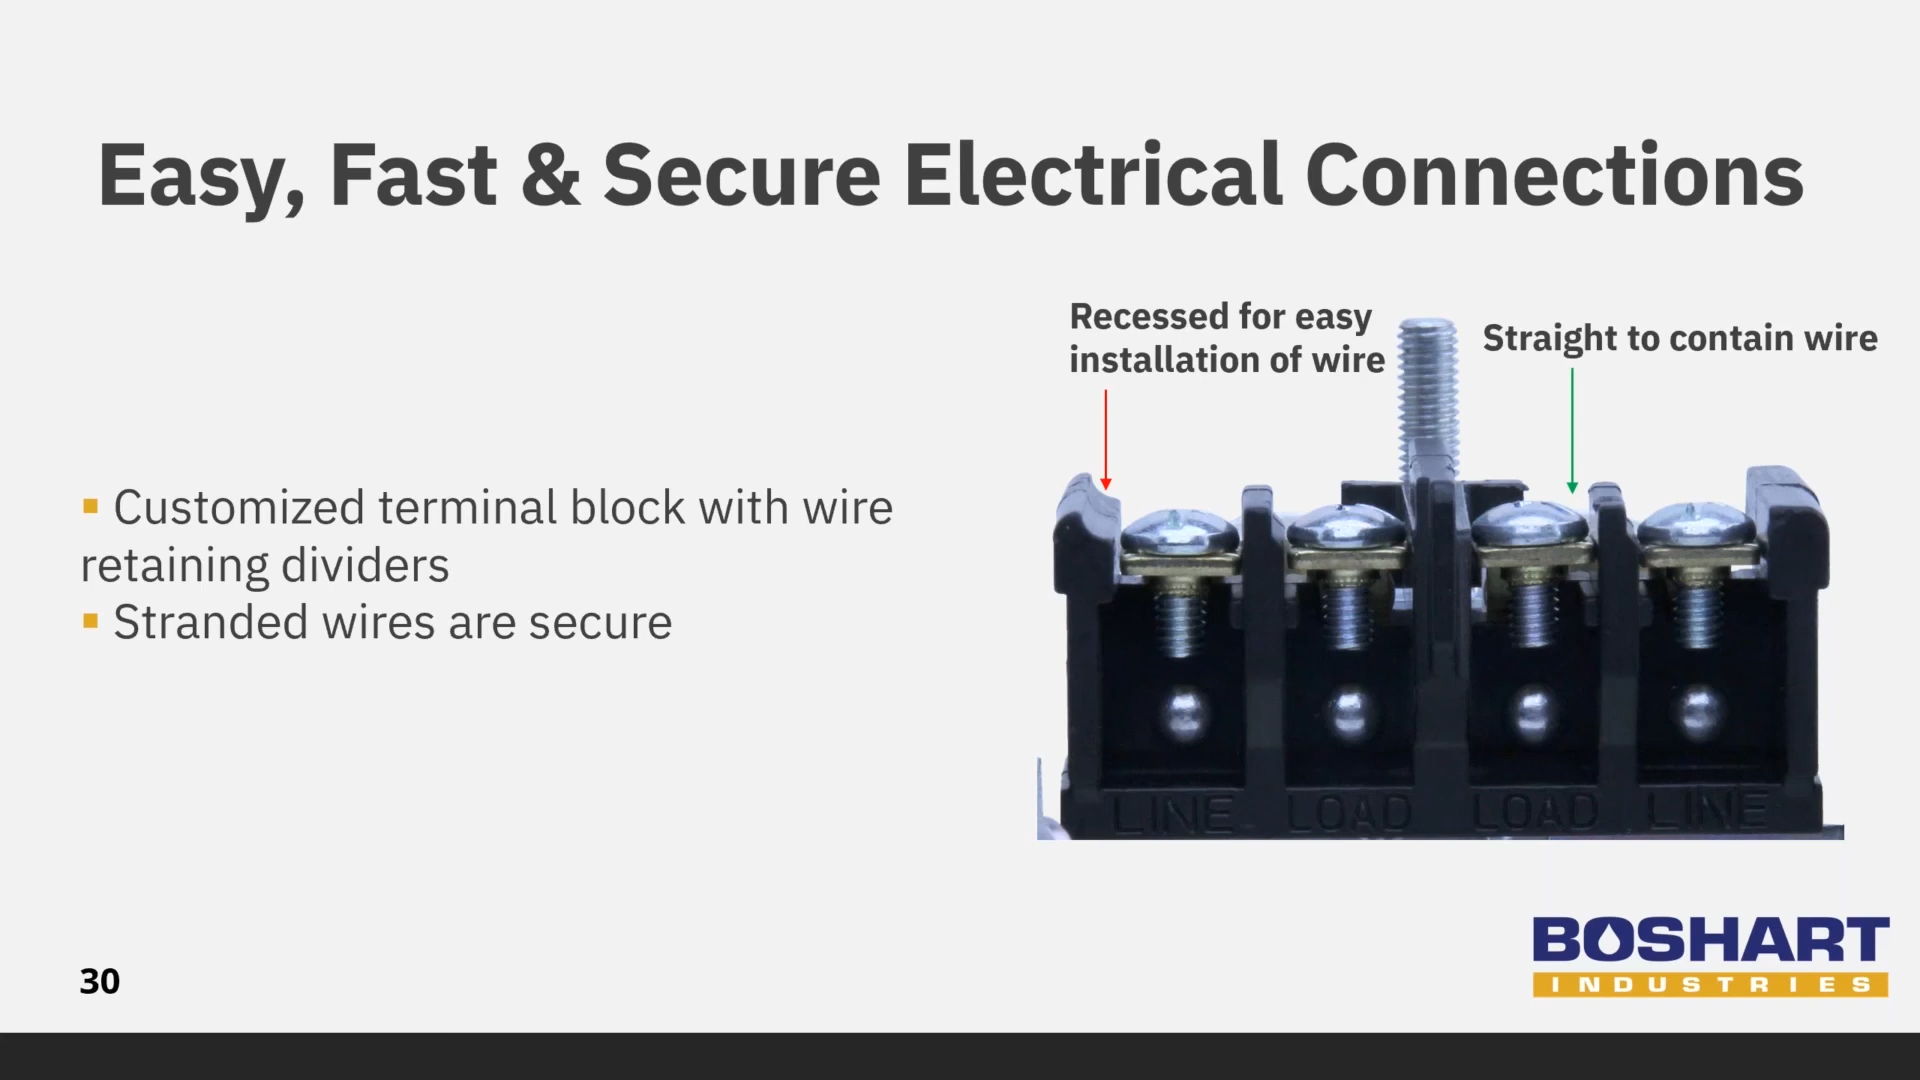 Easy, Fast & Secure Electrical Connections
Recessed for easy
installation of wire
Straight to contain wire
▪ Customized terminal block with wire
retaining dividers
▪ Stranded wires are secure
LINE LOAD LOAD LINE
30
BOSHART
INDUSTRIES